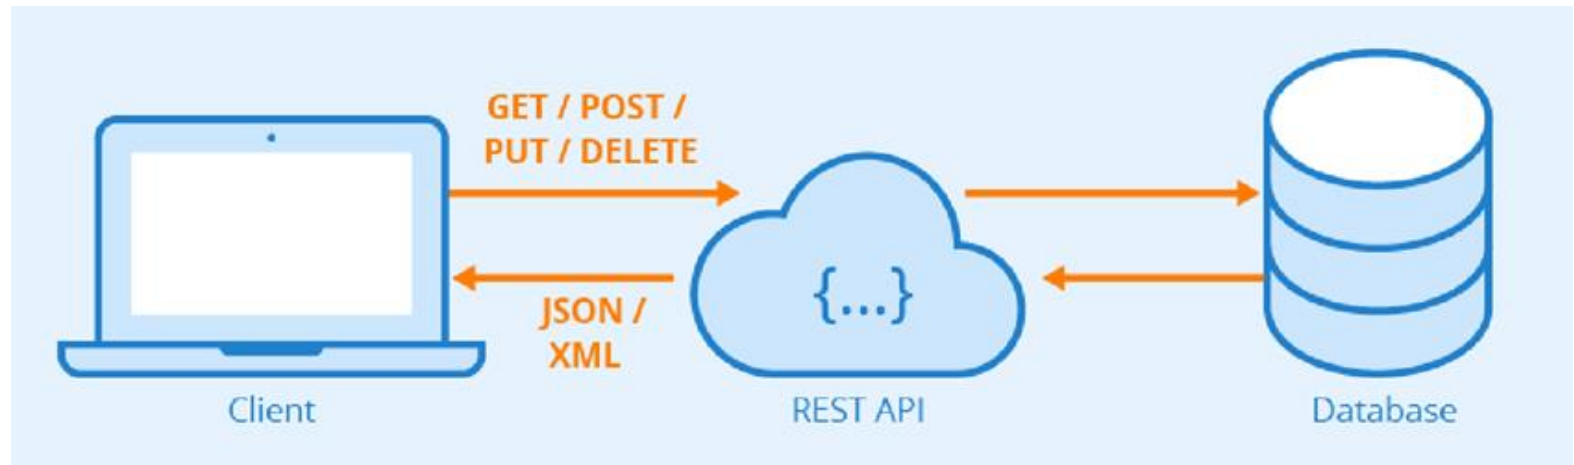 GET / POST /
PUT / DELETE
{...}
JSON /
XML
Client
REST API
Database